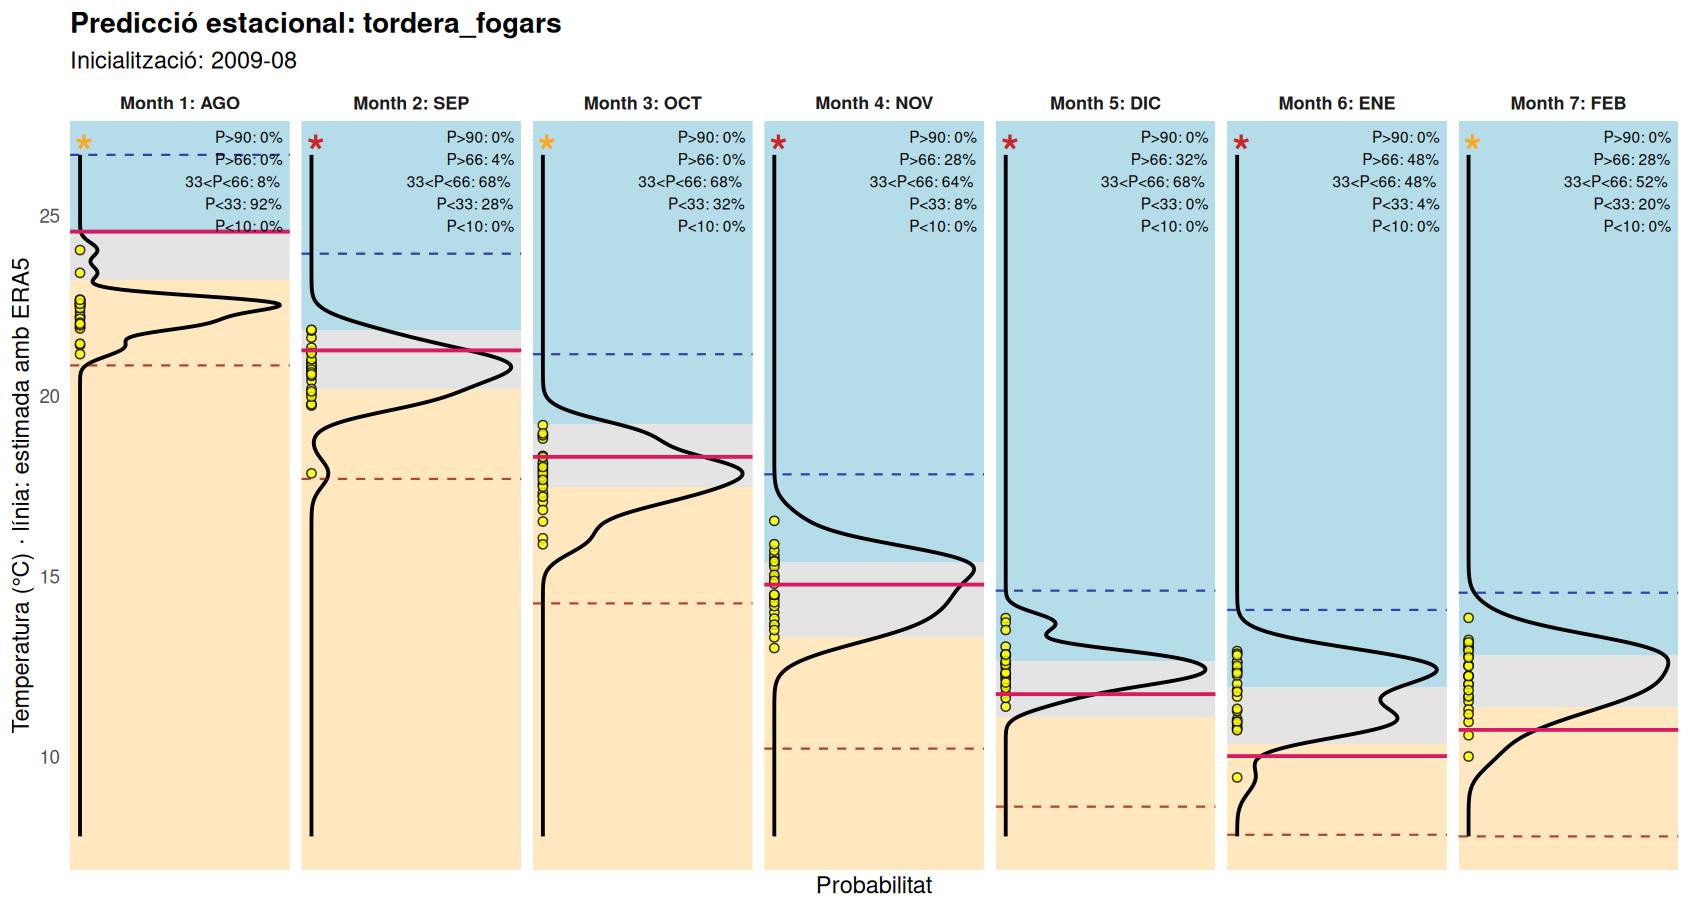 Predicció estacional: tordera_fogars
Inicialització: 2009-08
Month 1: AGO
Month 2: SEP
Month 3: OCT
Month 4: NOV
Month 5: DIC
Month 6: ENE
Month 7: FEB
*
P>90: 0%
P>66: 0%
33<P<66: 8%
P<33: 92%
P<10: 0%
*
P>90: 0%
P>66: 4%
33<P<66: 68%
P<33: 28%
P<10: 0%
*
P>90: 0%
P>66: 0%
33<P<66: 68%
P<33: 32%
P<10: 0%
*
P>90: 0%
P>66: 28%
33<P<66: 64%
P<33: 8%
P<10: 0%
*
P>90: 0%
P>66: 32%
33<P<66: 68%
P<33: 0%
P<10: 0%
*
P>90: 0%
P>66: 48%
33<P<66: 48%
P<33: 4%
P<10: 0%
*
P>90: 0%
P>66: 28%
33<P<66: 52%
P<33: 20%
P<10: 0%
25
20
15
10
Temperatura (°C) · línia: estimada amb ERA5
Probabilitat